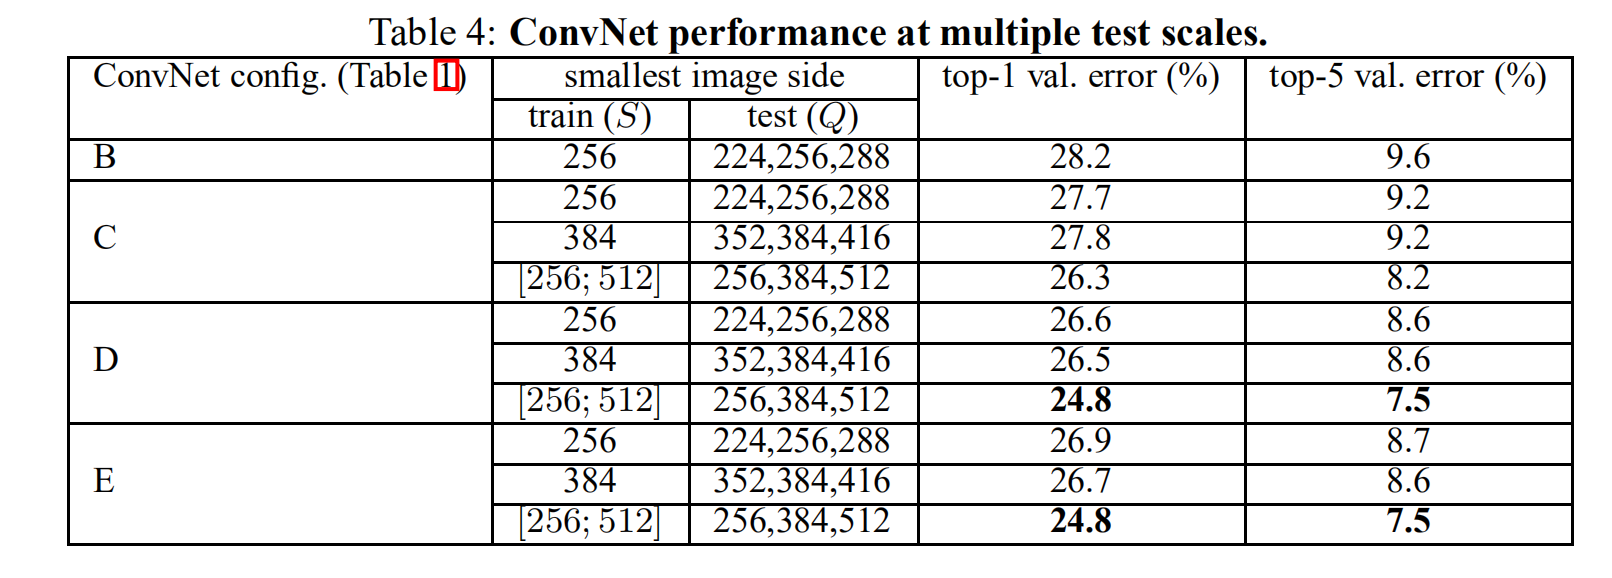 Table 4: ConvNet performance at multiple test scales.
ConvNet config. (Table 1) smallest image side top-1 val. error (%) top-5 val. error (%)
train (S) test (Q)
B 256 224,256,288 28.2 9.6
256 224,256,288 27.7 9.2
C 384 352,384,416 27.8 9.2
[256; 512] 256,384,512 26.3 8.2
256 224,256,288 26.6 8.6
D 384 352,384,416 26.5 8.6
[256; 512] 256,384,512 24.8 7.5
256 224,256,288 26.9 8.7
E 384 352,384,416 26.7 8.6
[256; 512] 256,384,512 24.8 7.5